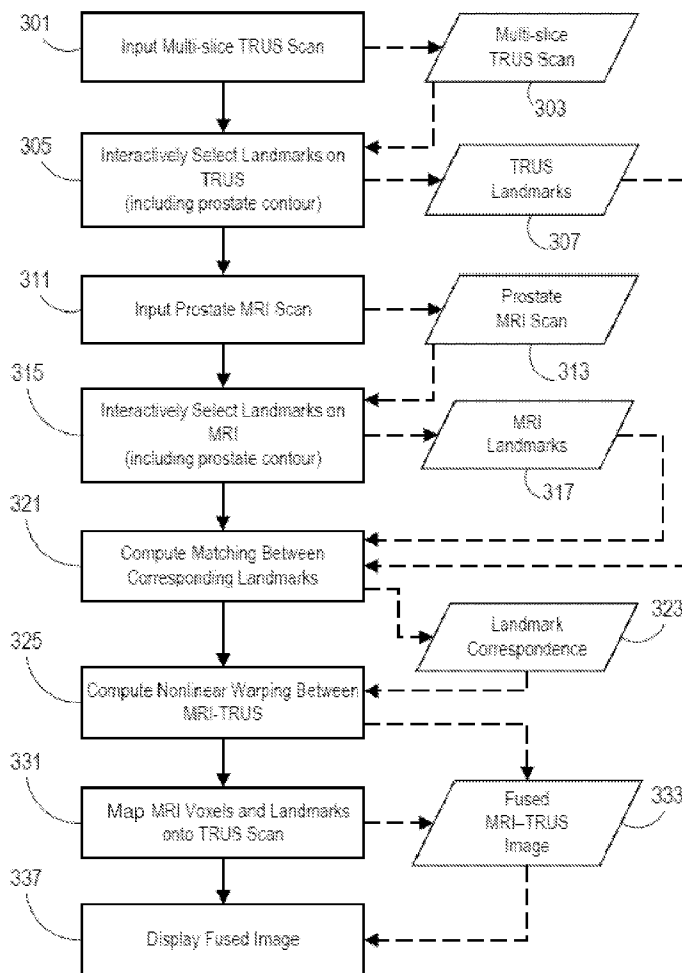 301
Input Multi-slice TRUS Scan
Multi-slice
TRUS Scan
303
305
Interactively Select Landmarks on
TRUS
(including prostate contour)
TRUS
Landmarks
307
311
Input Prostate MRI Scan
Prostate
MRI Scan
313
315
Interactively Select Landmarks on
MRI
(including prostate contour)
MRI
Landmarks
317
321
Compute Matching Between
Corresponding Landmarks
Landmark
Correspondence
323
325
Compute Nonlinear Warping Between
MRI-TRUS
331
Map MRI Voxels and Landmarks
onto TRUS Scan
Fused
MRI–TRUS
Image
333
337
Display Fused Image